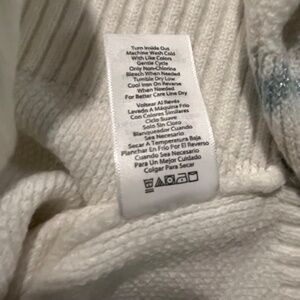 Turn Inside Out
Machine Wash Cold
With Like Colors
Gentle Cycle
Only Non-Chlorine
Bleach When Needed
Tumble Dry Low
Cool Iron On Reverse
When Needed
For Better Care Line Dry
Voltear Al Revés
Lavado A Máquina Frío
Con Colores Similares
Ciclo Suave
Solo Sin Cloro
Blanqueador Cuando
Sea Necesario
Secar A Temperatura Baja
Planchar En Frío Por El Reverso
Cuando Sea Necesario
Para Un Mejor Cuidado
Colgar Para Secar